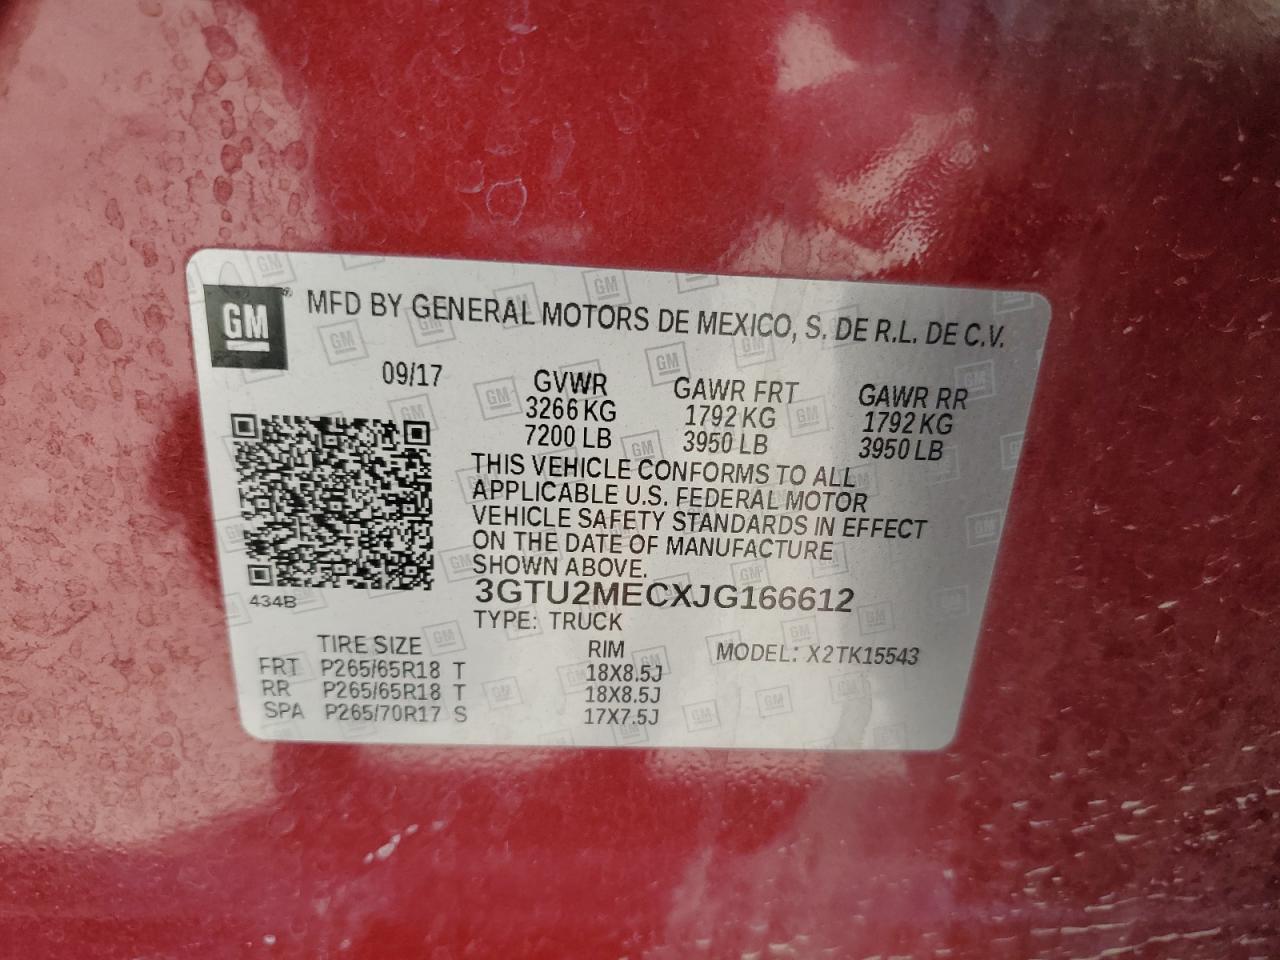 GM
MFD BY GENERAL MOTORS DE MEXICO, S. DE R.L. DE C.V.
09/17
GVWR GAWR FRT GAWR RR
3266 KG 1792 KG 1792 KG
7200 LB 3950 LB 3950 LB
THIS VEHICLE CONFORMS TO ALL
APPLICABLE U.S. FEDERAL MOTOR
VEHICLE SAFETY STANDARDS IN EFFECT
ON THE DATE OF MANUFACTURE
SHOWN ABOVE.
3GTU2MECXJG166612
434B
TYPE: TRUCK
TIRE SIZE RIM MODEL: X2TK15543
FRT P265/65R18 T 18X8.5J
RR P265/65R18 T 18X8.5J
SPA P265/70R17 S 17X7.5J